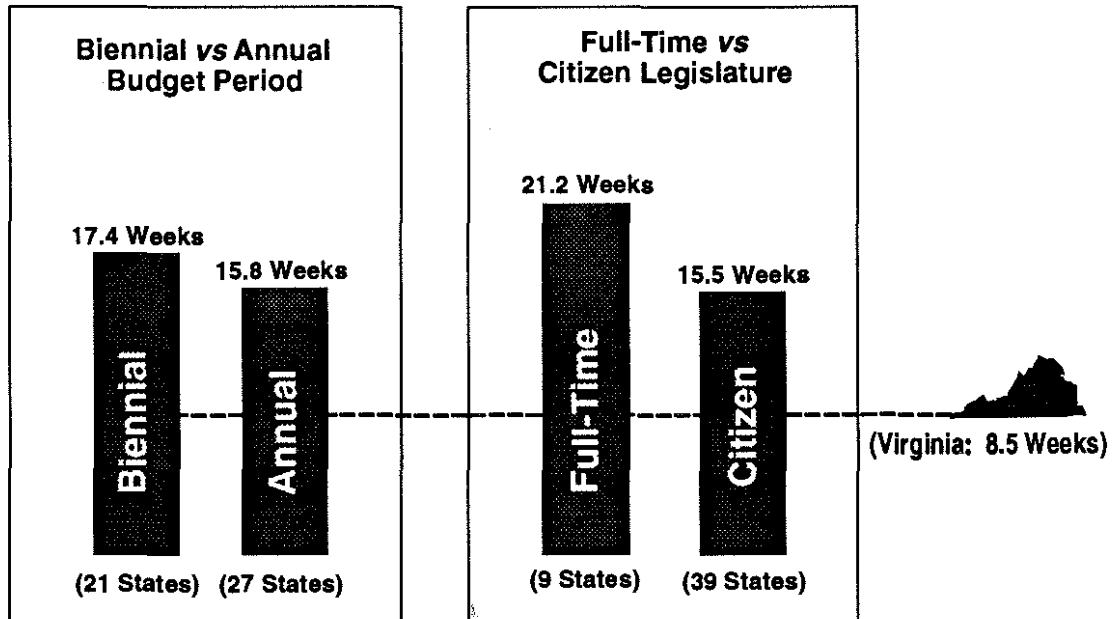 Biennial vs Annual
Budget Period
17.4 Weeks
15.8 Weeks
Biennial
Annual
(21 States)
(27 States)
Full-Time vs
Citizen Legislature
21.2 Weeks
15.5 Weeks
Full-Time
Citizen
(9 States)
(39 States)
(Virginia: 8.5 Weeks)